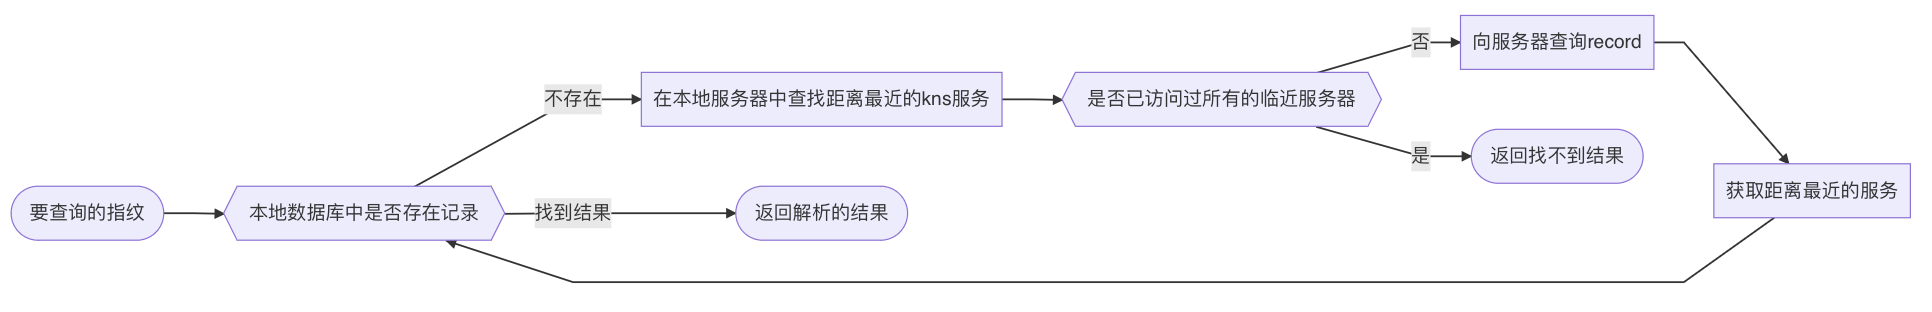 要查询的指纹
本地数据库中是否存在记录
不存在
找到结果
在本地服务器中查找距离最近的kns服务
返回解析的结果
是否已访问过所有的临近服务器
否
是
向服务器查询record
返回找不到结果
获取距离最近的服务